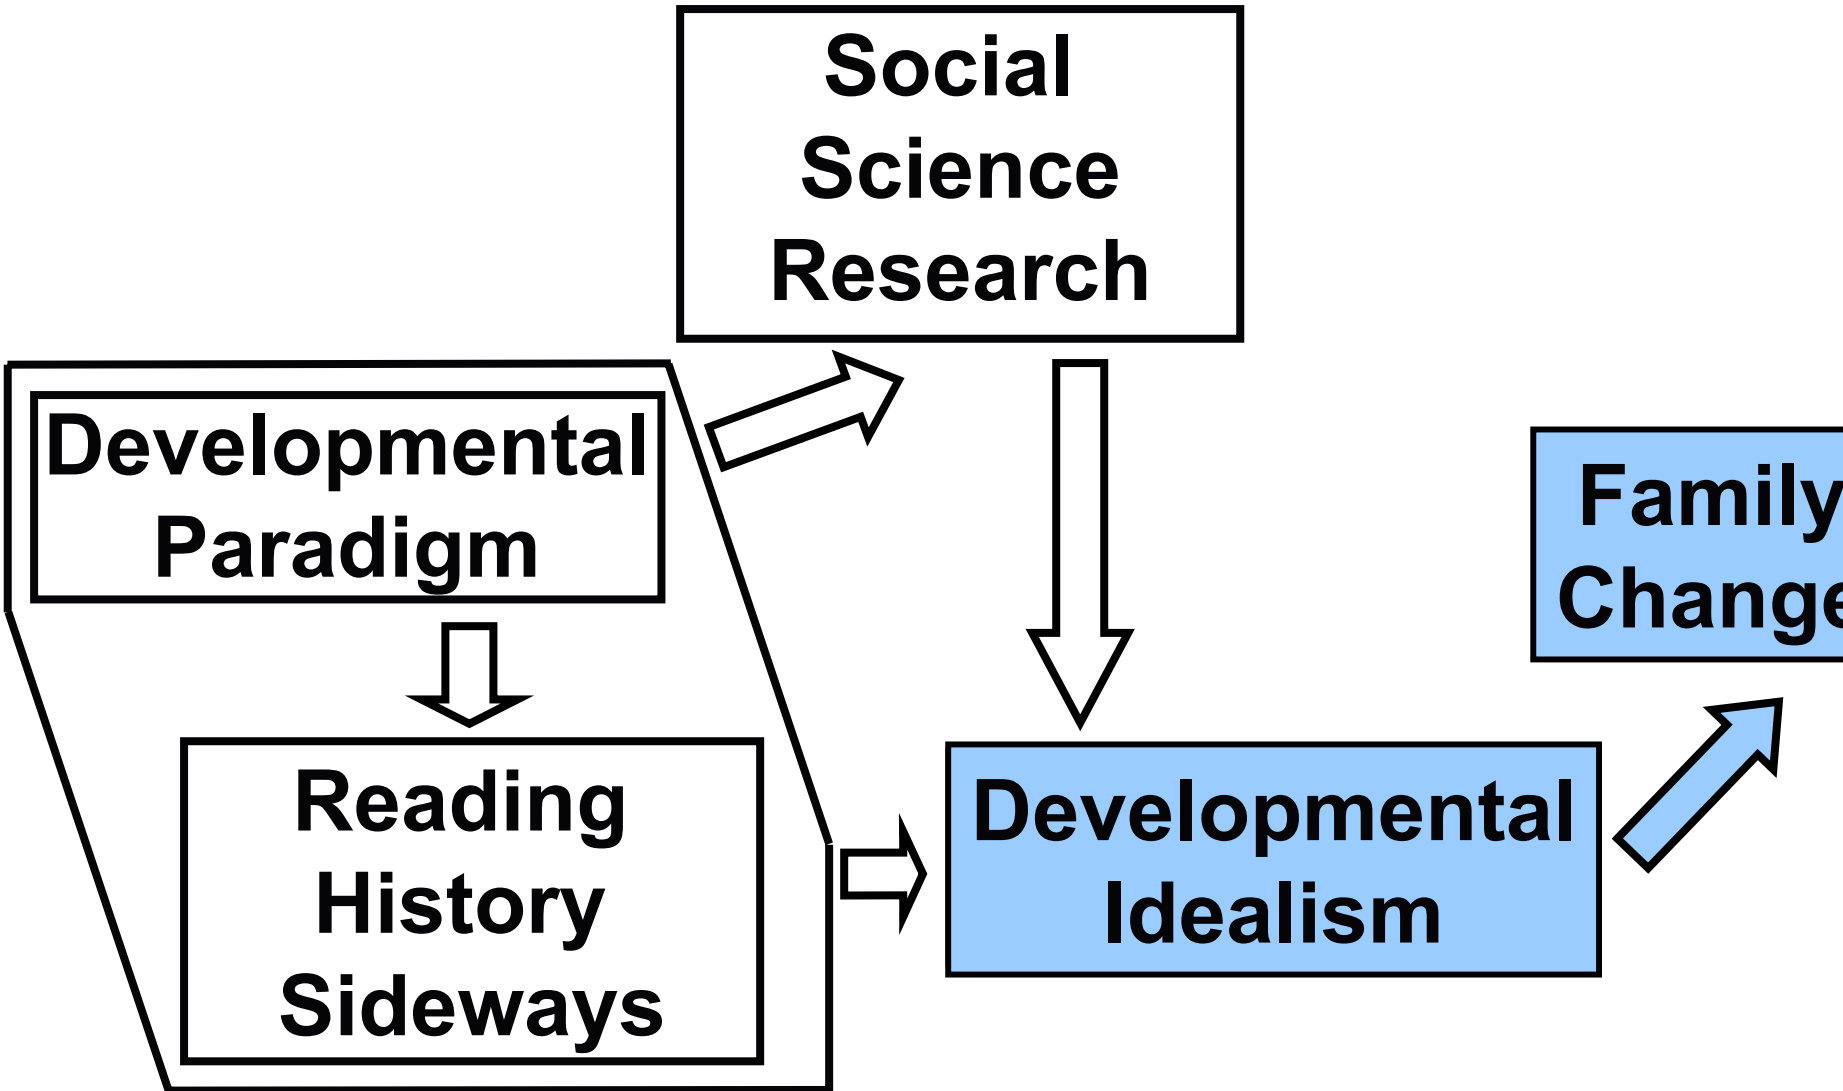 Social
Science
Research
Developmental
Paradigm
Reading
History
Sideways
Developmental
Idealism
Family
Change